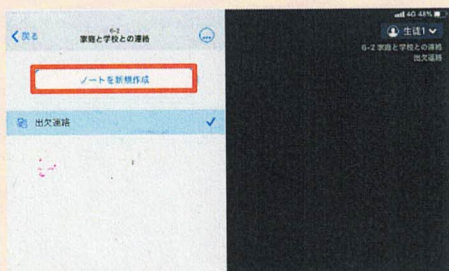 4G 48%
戻る
6-2
家庭と学校との連絡
生徒1
6-2 家庭と学校との連絡
出欠連絡
ノートを新規作成
出欠連絡